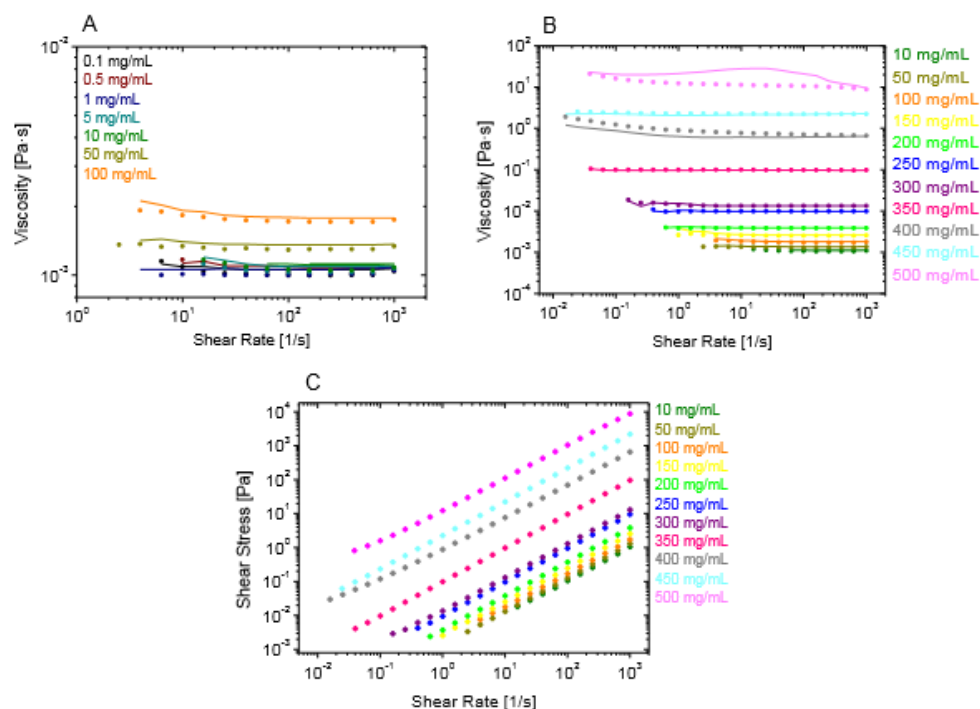 A
10⁻²
0.1 mg/mL
0.5 mg/mL
1 mg/mL
5 mg/mL
10 mg/mL
50 mg/mL
100 mg/mL
Viscosity [Pa·s]
10⁻³
10⁰
10¹
10²
10³
Shear Rate [1/s]
B
10²
10¹
10⁰
10⁻¹
10⁻²
10⁻³
10⁻⁴
Viscosity [Pa·s]
10⁻²
10⁻¹
10⁰
10¹
10²
10³
Shear Rate [1/s]
10 mg/mL
50 mg/mL
100 mg/mL
150 mg/mL
200 mg/mL
250 mg/mL
300 mg/mL
350 mg/mL
400 mg/mL
450 mg/mL
500 mg/mL
C
10⁴
10³
10²
10¹
10⁰
10⁻¹
10⁻²
10⁻³
Shear Stress [Pa]
10⁻²
10⁻¹
10⁰
10¹
10²
10³
Shear Rate [1/s]
10 mg/mL
50 mg/mL
100 mg/mL
150 mg/mL
200 mg/mL
250 mg/mL
300 mg/mL
350 mg/mL
400 mg/mL
450 mg/mL
500 mg/mL